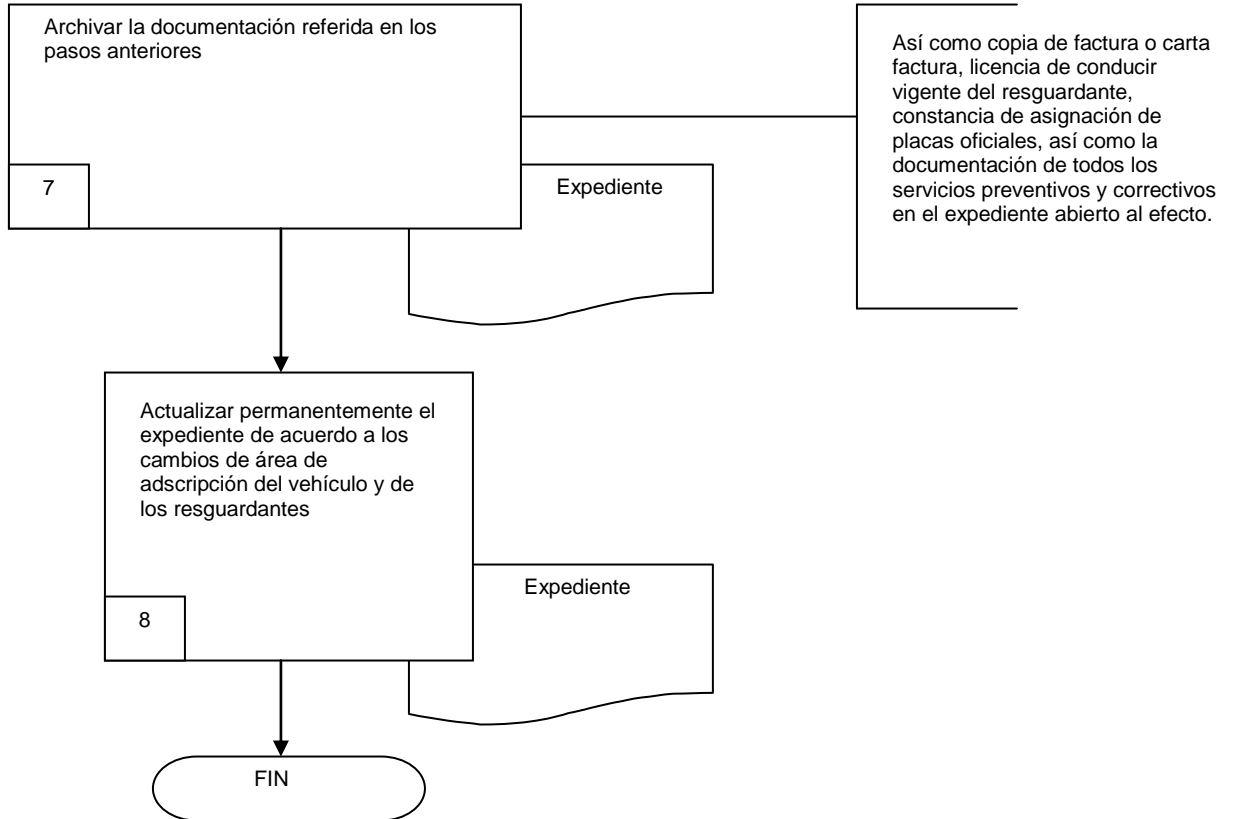 Archivar la documentación referida en los
pasos anteriores
7
Expediente
Así como copia de factura o carta
factura, licencia de conducir
vigente del resguardante,
constancia de asignación de
placas oficiales, así como la
documentación de todos los
servicios preventivos y correctivos
en el expediente abierto al efecto.
Actualizar permanentemente el
expediente de acuerdo a los
cambios de área de
adscripción del vehículo y de
los resguardantes
8
Expediente
FIN